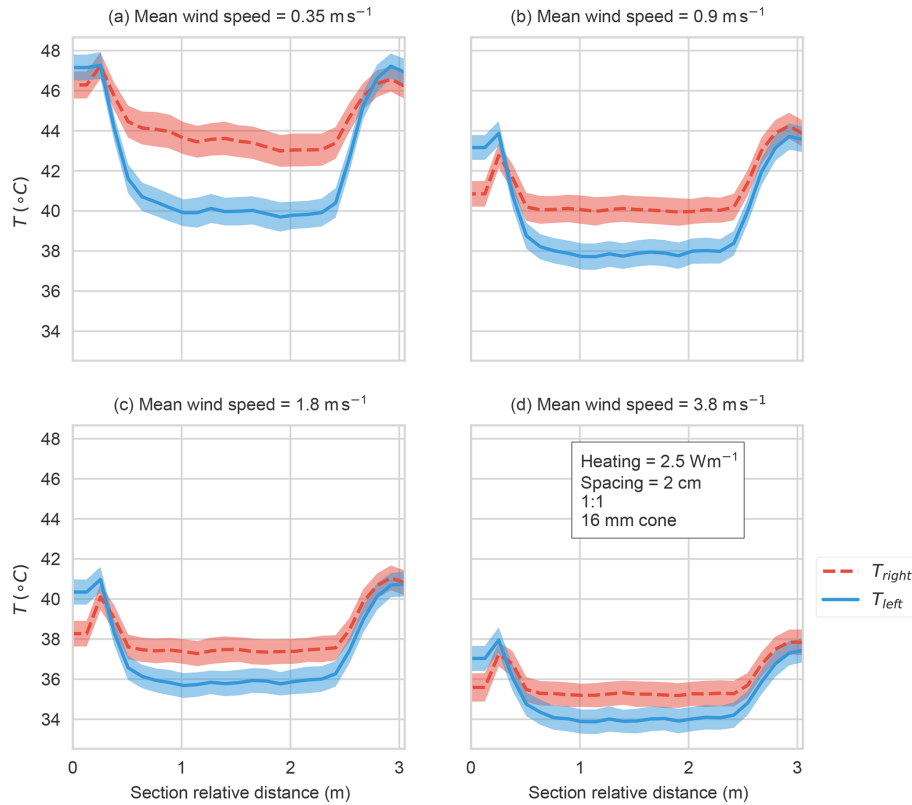 (a) Mean wind speed = 0.35 m s⁻¹
(b) Mean wind speed = 0.9 m s⁻¹
48
46
44
42
40
38
36
34
T (∘C)
(c) Mean wind speed = 1.8 m s⁻¹
(d) Mean wind speed = 3.8 m s⁻¹
48
46
44
42
40
38
36
34
T (∘C)
Heating = 2.5 Wm⁻¹
Spacing = 2 cm
1:1
16 mm cone
T_right
T_left
0 1 2 3
0 1 2 3
Section relative distance (m)
Section relative distance (m)